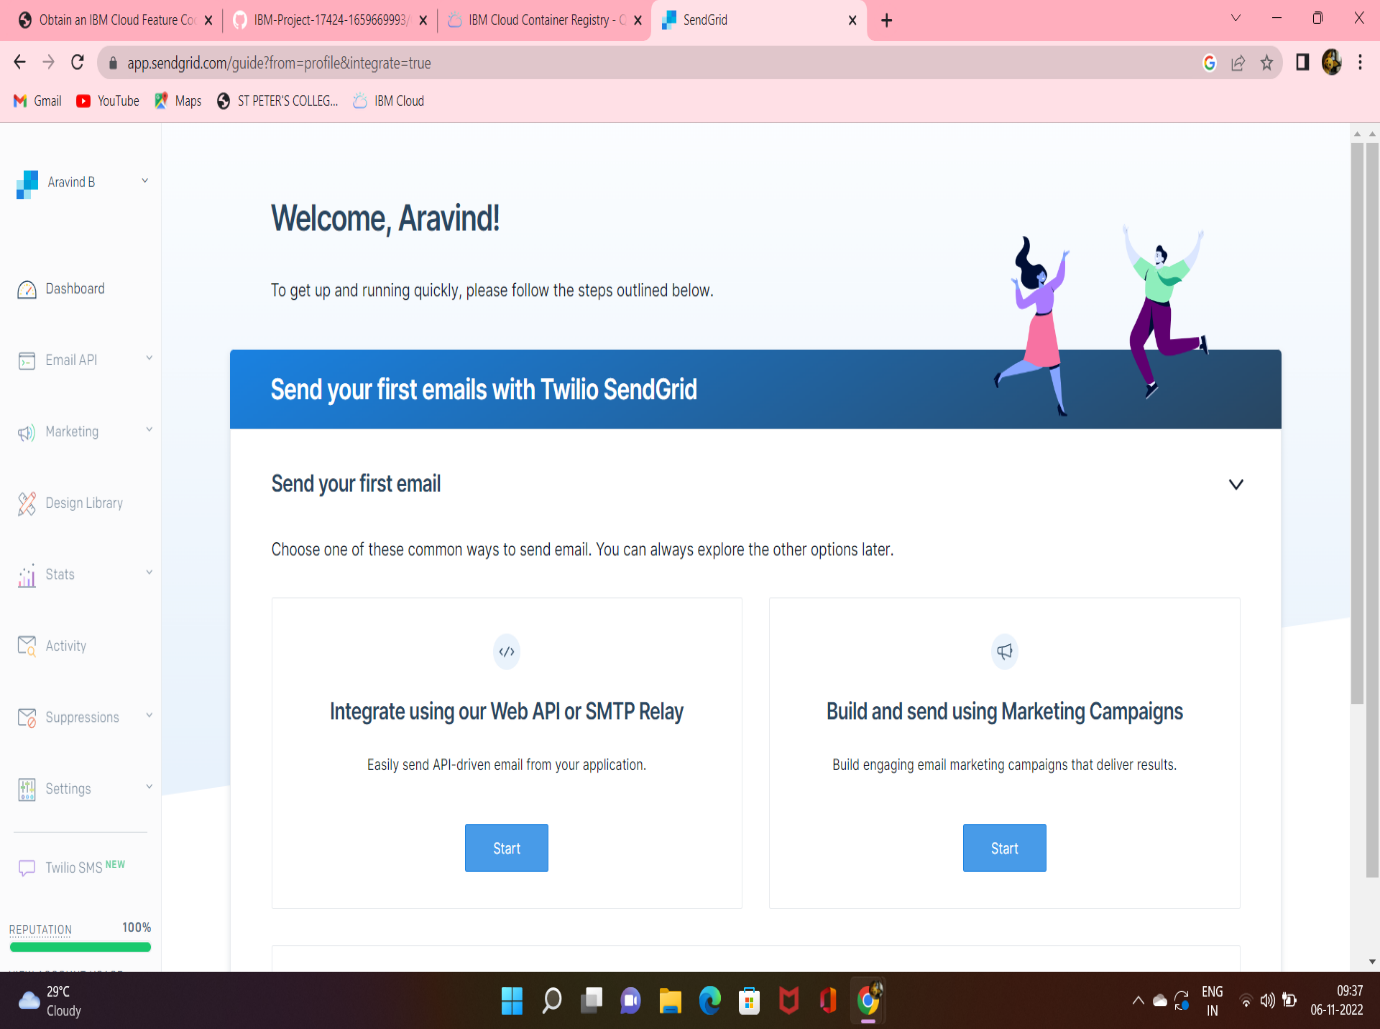 Obtain an IBM Cloud Feature Co
IBM-Project-17424-1659669993/
IBM Cloud Container Registry - C
SendGrid
app.sendgrid.com/guide?from=profile&integrate=true
Gmail
YouTube
Maps
ST PETER'S COLLEG...
IBM Cloud
Aravind B
Dashboard
Email API
Marketing
Design Library
Stats
Activity
Suppressions
Settings
Twilio SMS NEW
REPUTATION 100%
Welcome, Aravind!
To get up and running quickly, please follow the steps outlined below.
Send your first emails with Twilio SendGrid
Send your first email
Choose one of these common ways to send email. You can always explore the other options later.
Integrate using our Web API or SMTP Relay
Easily send API-driven email from your application.
Start
Build and send using Marketing Campaigns
Build engaging email marketing campaigns that deliver results.
Start
29°C
Cloudy
ENG
IN
09:37
06-11-2022